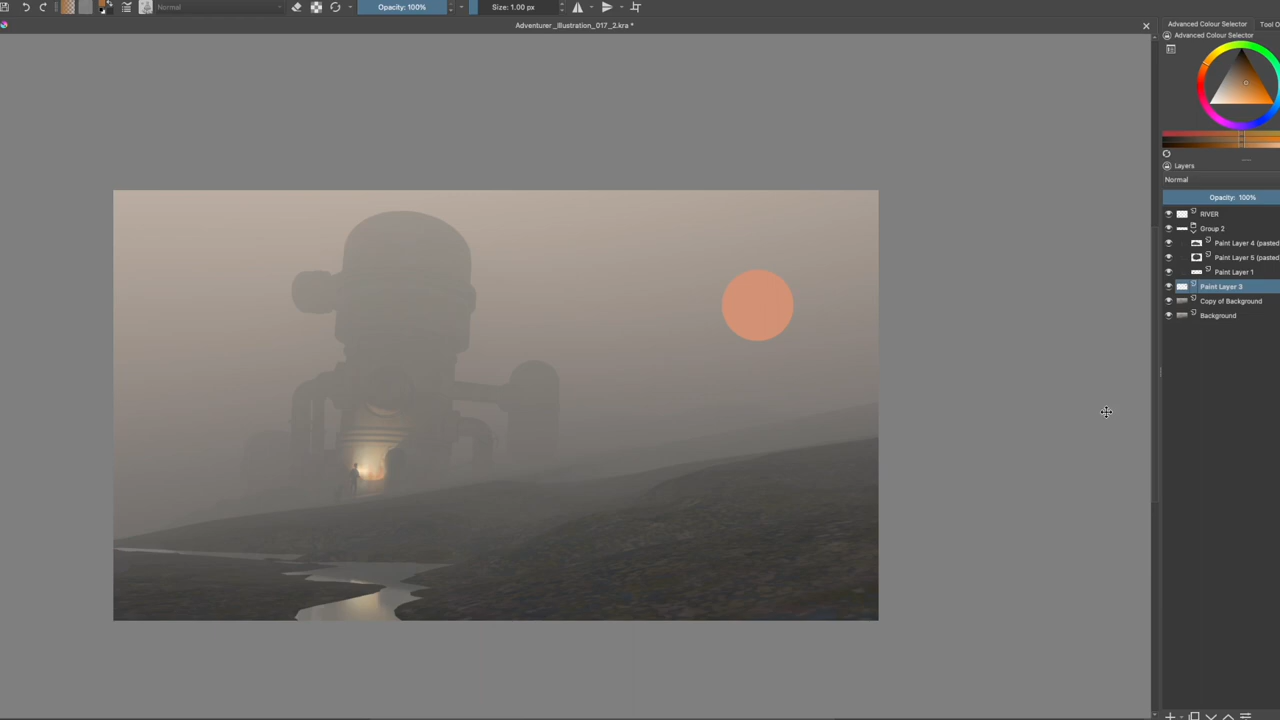 Normal
Opacity: 100%
Size: 1.00 px
Adventurer_illustration_017_2.kra *
Advanced Colour Selector
Tool O
Advanced Colour Selector
Layers
Normal
Opacity: 100%
RIVER
Group 2
Paint Layer 4 (pasted
Paint Layer 5 (pasted
Paint Layer 1
Paint Layer 3
Copy of Background
Background